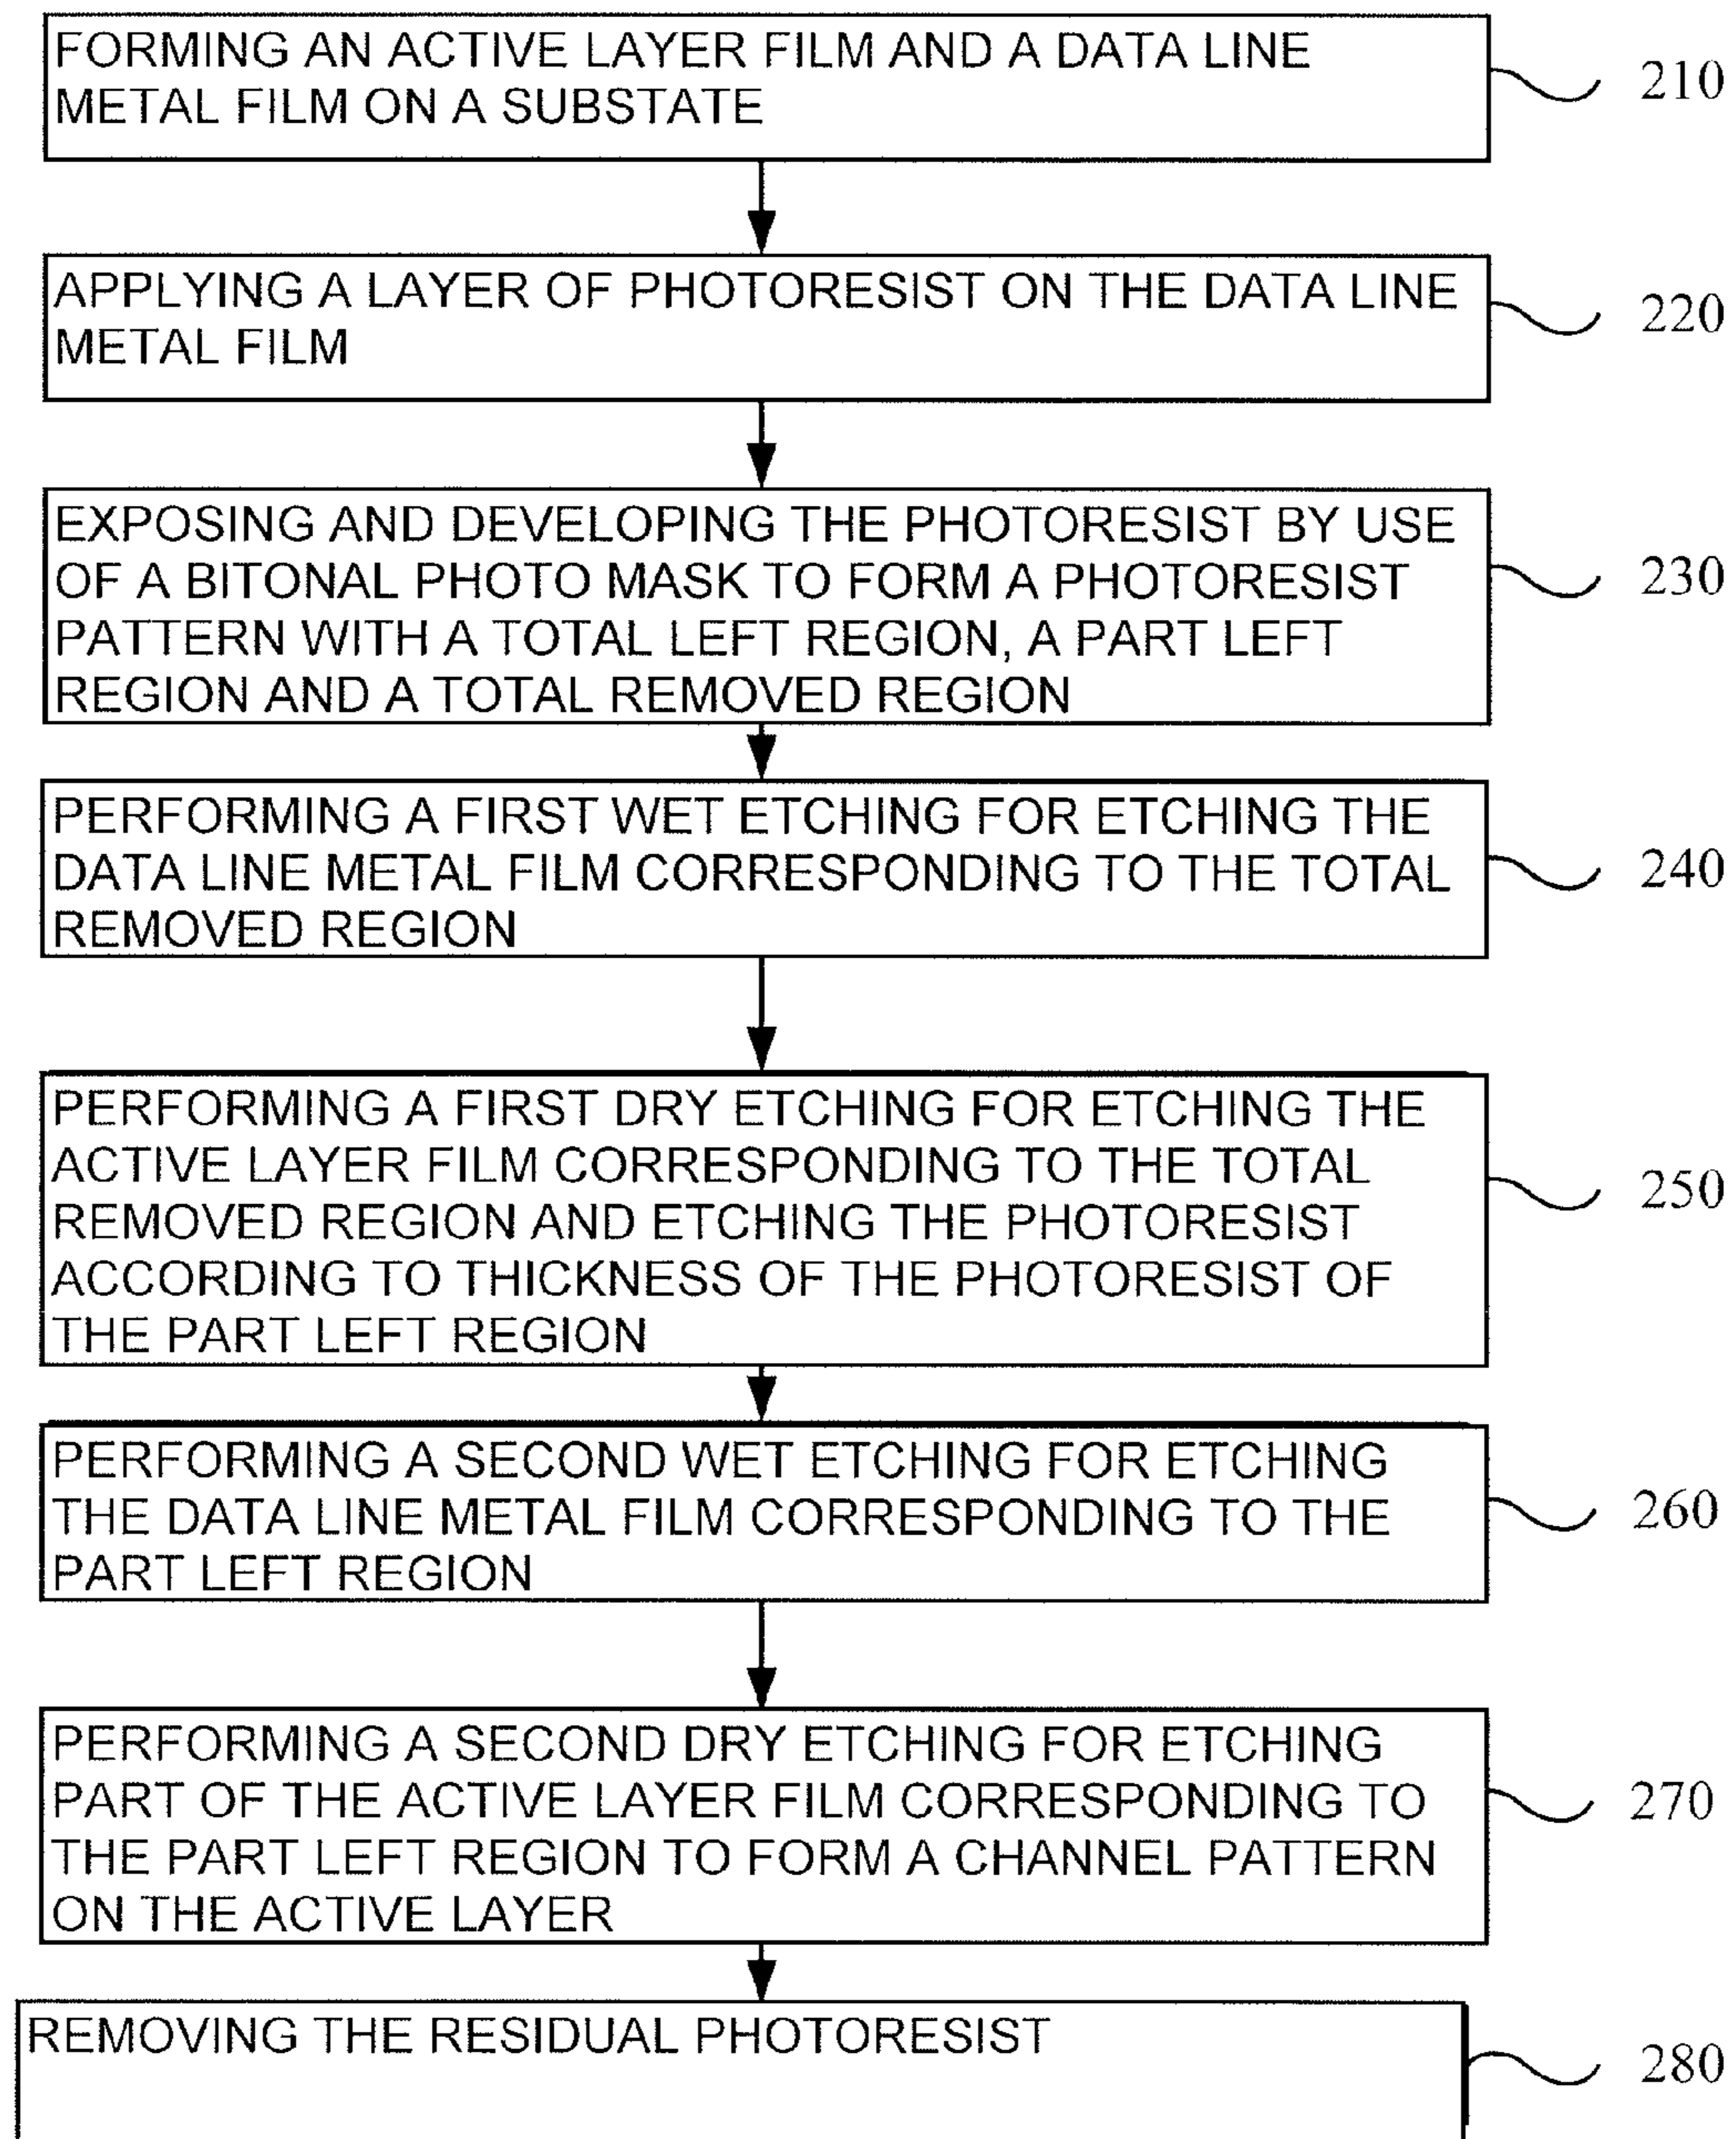 FORMING AN ACTIVE LAYER FILM AND A DATA LINE
METAL FILM ON A SUBSTATE
210
APPLYING A LAYER OF PHOTORESIST ON THE DATA LINE
METAL FILM
220
EXPOSING AND DEVELOPING THE PHOTORESIST BY USE
OF A BITONAL PHOTO MASK TO FORM A PHOTORESIST
PATTERN WITH A TOTAL LEFT REGION, A PART LEFT
REGION AND A TOTAL REMOVED REGION
230
PERFORMING A FIRST WET ETCHING FOR ETCHING THE
DATA LINE METAL FILM CORRESPONDING TO THE TOTAL
REMOVED REGION
240
PERFORMING A FIRST DRY ETCHING FOR ETCHING THE
ACTIVE LAYER FILM CORRESPONDING TO THE TOTAL
REMOVED REGION AND ETCHING THE PHOTORESIST
ACCORDING TO THICKNESS OF THE PHOTORESIST OF
THE PART LEFT REGION
250
PERFORMING A SECOND WET ETCHING FOR ETCHING
THE DATA LINE METAL FILM CORRESPONDING TO THE
PART LEFT REGION
260
PERFORMING A SECOND DRY ETCHING FOR ETCHING
PART OF THE ACTIVE LAYER FILM CORRESPONDING TO
THE PART LEFT REGION TO FORM A CHANNEL PATTERN
ON THE ACTIVE LAYER
270
REMOVING THE RESIDUAL PHOTORESIST
280